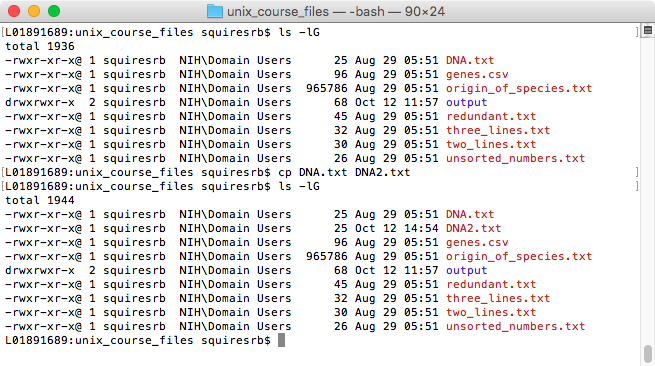 unix_course_files — -bash — 90×24
[L01891689:unix_course_files squiresrb$ ls -lG ]
total 1936
-rwxr-xr-x@ 1 squiresrb  NIH\Domain Users      25 Aug 29 05:51 DNA.txt
-rwxr-xr-x@ 1 squiresrb  NIH\Domain Users      96 Aug 29 05:51 genes.csv
-rwxr-xr-x@ 1 squiresrb  NIH\Domain Users  965786 Aug 29 05:51 origin_of_species.txt
drwxrwxr-x  2 squiresrb  NIH\Domain Users      68 Oct 12 11:57 output
-rwxr-xr-x@ 1 squiresrb  NIH\Domain Users      45 Aug 29 05:51 redundant.txt
-rwxr-xr-x@ 1 squiresrb  NIH\Domain Users      32 Aug 29 05:51 three_lines.txt
-rwxr-xr-x@ 1 squiresrb  NIH\Domain Users      30 Aug 29 05:51 two_lines.txt
-rwxr-xr-x@ 1 squiresrb  NIH\Domain Users      26 Aug 29 05:51 unsorted_numbers.txt
[L01891689:unix_course_files squiresrb$ cp DNA.txt DNA2.txt ]
[L01891689:unix_course_files squiresrb$ ls -lG ]
total 1944
-rwxr-xr-x@ 1 squiresrb  NIH\Domain Users      25 Aug 29 05:51 DNA.txt
-rwxr-xr-x@ 1 squiresrb  NIH\Domain Users      25 Oct 12 14:54 DNA2.txt
-rwxr-xr-x@ 1 squiresrb  NIH\Domain Users      96 Aug 29 05:51 genes.csv
-rwxr-xr-x@ 1 squiresrb  NIH\Domain Users  965786 Aug 29 05:51 origin_of_species.txt
drwxrwxr-x  2 squiresrb  NIH\Domain Users      68 Oct 12 11:57 output
-rwxr-xr-x@ 1 squiresrb  NIH\Domain Users      45 Aug 29 05:51 redundant.txt
-rwxr-xr-x@ 1 squiresrb  NIH\Domain Users      32 Aug 29 05:51 three_lines.txt
-rwxr-xr-x@ 1 squiresrb  NIH\Domain Users      30 Aug 29 05:51 two_lines.txt
-rwxr-xr-x@ 1 squiresrb  NIH\Domain Users      26 Aug 29 05:51 unsorted_numbers.txt
L01891689:unix_course_files squiresrb$